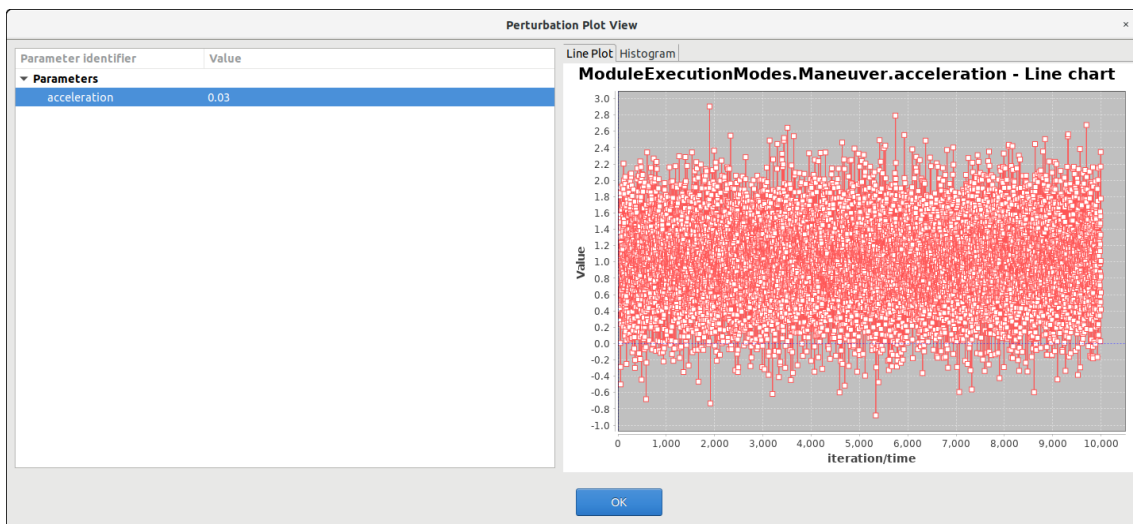 Perturbation Plot View
×
Parameter identifier Value
Parameters
acceleration 0.03
Line Plot Histogram
ModuleExecutionModes.Maneuver.acceleration - Line chart
3.0
2.8
2.6
2.4
2.2
2.0
1.8
1.6
1.4
1.2
1.0
0.8
0.6
0.4
0.2
0.0
-0.2
-0.4
-0.6
-0.8
-1.0
Value
0 1,000 2,000 3,000 4,000 5,000 6,000 7,000 8,000 9,000 10,000
iteration/time
OK